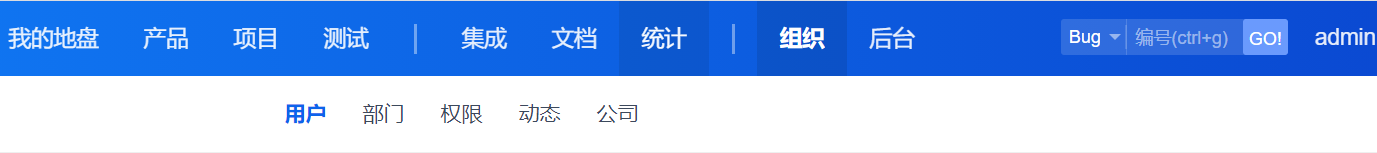 我的地盘 产品 项目 测试 集成 文档 统计 组织 后台 Bug 编号(ctrl+g) GO! admin
用户 部门 权限 动态 公司